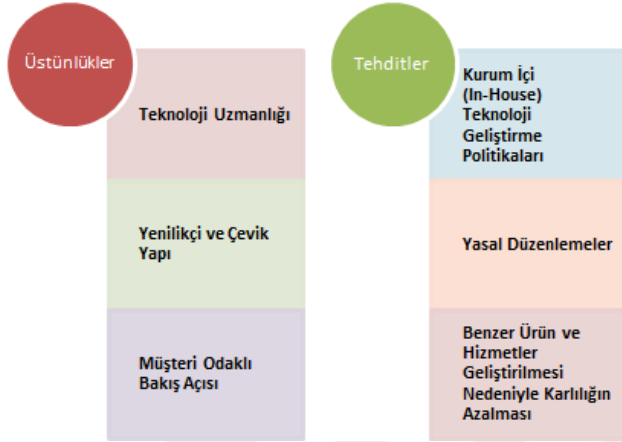 Üstünlükler
Teknoloji Uzmanlığı
Yenilikçi ve Çevik
Yapı
Müşteri Odaklı
Bakış Açısı
Tehditler
Kurum İçi
(In-House)
Teknoloji
Geliştirme
Politikaları
Yasal Düzenlemeler
Benzer Ürün ve
Hizmetler
Geliştirilmesi
Nedeniyle Karlılığın
Azalması